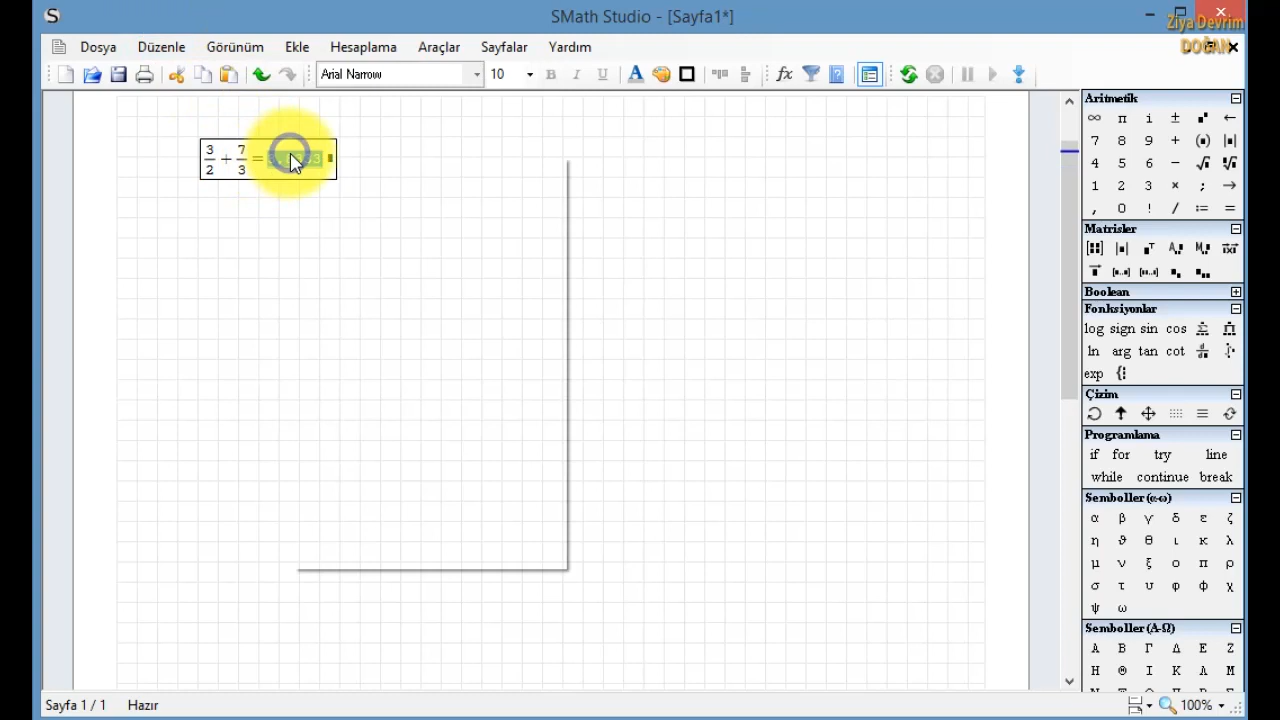 SMath Studio - [Sayfa1*]
Ziya Devrim
DOĞAN
Dosya Düzenle Görünüm Ekle Hesaplama Araçlar Sayfalar Yardım
Arial Narrow 10 B I U A fx
3/2 + 7/3 =
Aritmetik
∞ π i ±
7 8 9 +
4 5 6 −
1 2 3 × ; →
, 0 ! / := =
Matrisler
Boolean
Fonksiyonlar
log sign sin cos
ln arg tan cot
exp
Çizim
Programlama
if for try line
while continue break
Semboller (α-ω)
α β γ δ ε ζ
η ϑ θ ι κ λ
μ ν ξ ο π ρ
σ τ υ φ ϕ χ
ψ ω
Semboller (Α-Ω)
Α Β Γ Δ Ε Ζ
Η Θ Ι Κ Λ Μ
Sayfa 1 / 1 Hazır 100%